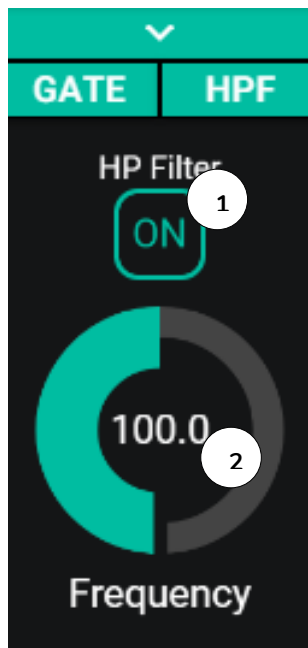 GATE HPF
HP Filter
1
ON
100.0
2
Frequency